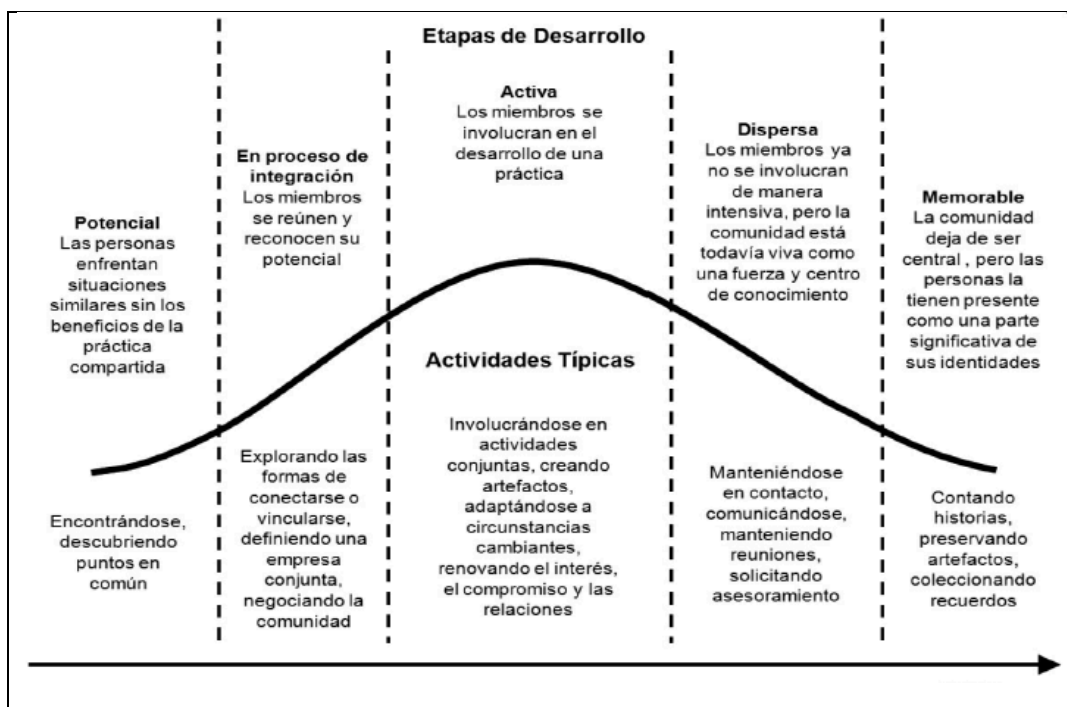 Etapas de Desarrollo
Potencial
Las personas
enfrentan
situaciones
similares sin los
beneficios de la
práctica
compartida
En proceso de
integración
Los miembros
se reúnen y
reconocen su
potencial
Activa
Los miembros se
involucran en el
desarrollo de una
práctica
Dispersa
Los miembros ya
no se involucran
de manera
intensiva, pero la
comunidad está
todavía viva como
una fuerza y centro
de conocimiento
Memorable
La comunidad
deja de ser
central , pero las
personas la
tienen presente
como una parte
significativa de
sus identidades
Actividades Típicas
Encontrándose,
descubriendo
puntos en
común
Explorando las
formas de
conectarse o
vincularse,
definiendo una
empresa
conjunta,
negociando la
comunidad
Involucrándose en
actividades
conjuntas, creando
artefactos,
adaptándose a
circunstancias
cambiantes,
renovando el interés,
el compromiso y las
relaciones
Manteniéndose
en contacto,
comunicándose,
manteniendo
reuniones,
solicitando
asesoramiento
Contando
historias,
preservando
artefactos,
coleccionando
recuerdos